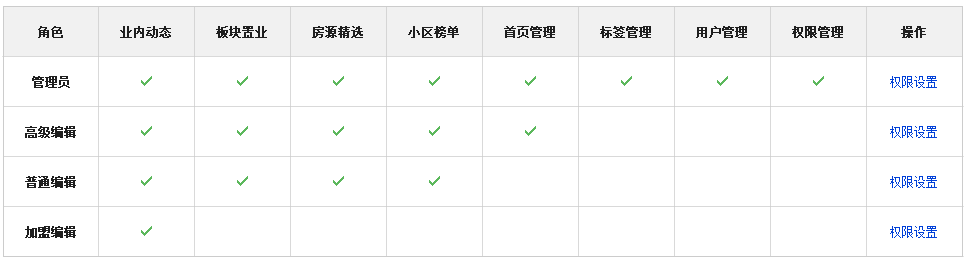 角色 业内动态 板块置业 房源精选 小区榜单 首页管理 标签管理 用户管理 权限管理 操作
管理员 ✓ ✓ ✓ ✓ ✓ ✓ ✓ ✓ 权限设置
高级编辑 ✓ ✓ ✓ ✓ ✓ 权限设置
普通编辑 ✓ ✓ ✓ ✓ 权限设置
加盟编辑 ✓ 权限设置